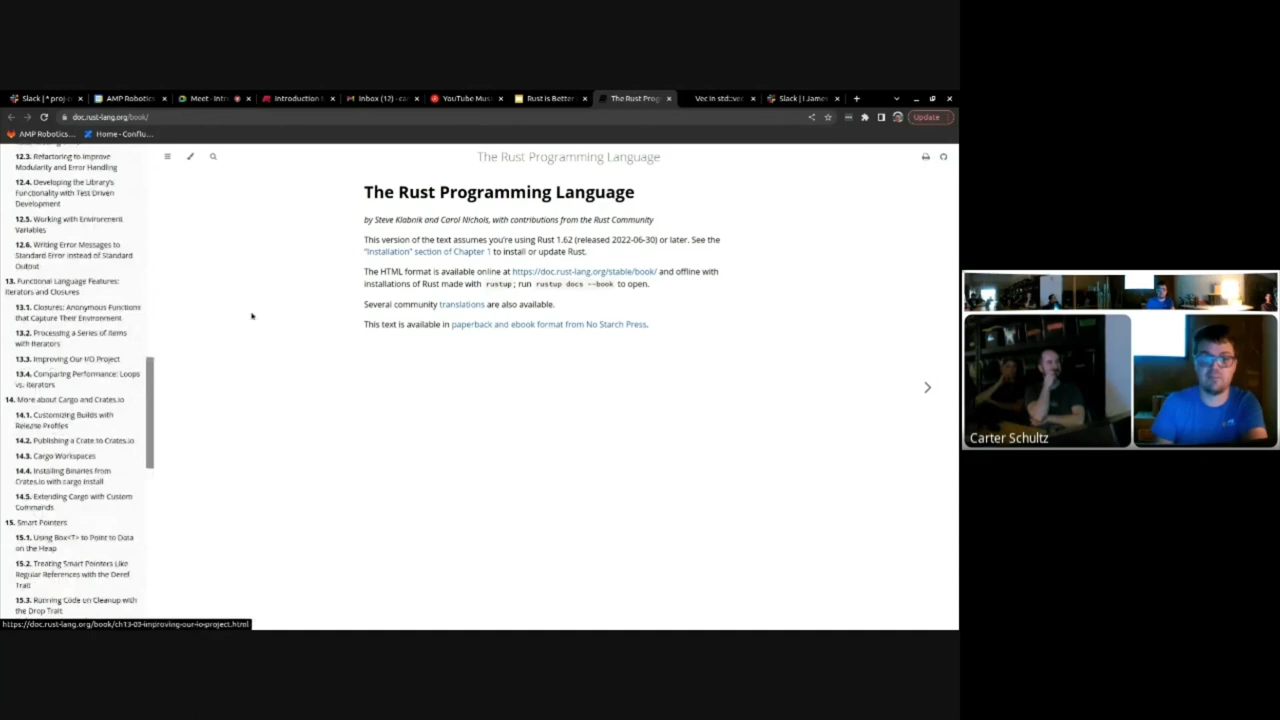 Slack | * proj-
AMP Robotics
Meet - Intr
Introduction
Inbox (12) - ca
YouTube Mus
Rust is Better
The Rust Prog
Vec in std::vec
Slack | ! James
doc.rust-lang.org/book/
Update
AMP Robotics...
Home - Conflu...
12.3. Refactoring to Improve
Modularity and Error Handling
12.4. Developing the Library's
Functionality with Test Driven
Development
12.5. Working with Environment
Variables
12.6. Writing Error Messages to
Standard Error Instead of Standard
Output
13. Functional Language Features:
Iterators and Closures
13.1. Closures: Anonymous Functions
that Capture Their Environment
13.2. Processing a Series of Items
with Iterators
13.3. Improving Our I/O Project
13.4. Comparing Performance: Loops
vs. Iterators
14. More about Cargo and Crates.io
14.1. Customizing Builds with
Release Profiles
14.2. Publishing a Crate to Crates.io
14.3. Cargo Workspaces
14.4. Installing Binaries from
Crates.io with cargo install
14.5. Extending Cargo with Custom
Commands
15. Smart Pointers
15.1. Using Box<T> to Point to Data
on the Heap
15.2. Treating Smart Pointers Like
Regular References with the Deref
Trait
15.3. Running Code on Cleanup with
the Drop Trait
https://doc.rust-lang.org/book/ch13-03-improving-our-io-project.html
The Rust Programming Language
The Rust Programming Language
by Steve Klabnik and Carol Nichols, with contributions from the Rust Community
This version of the text assumes you're using Rust 1.62 (released 2022-06-30) or later. See the
"Installation" section of Chapter 1 to install or update Rust.
The HTML format is available online at https://doc.rust-lang.org/stable/book/ and offline with
installations of Rust made with rustup; run rustup docs --book to open.
Several community translations are also available.
This text is available in paperback and ebook format from No Starch Press.
Carter Schultz